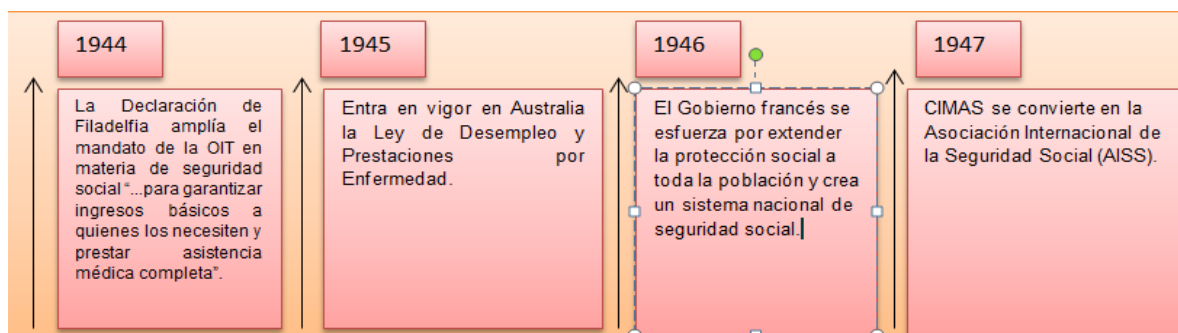 1944
La Declaración de
Filadelfia amplía el
mandato de la OIT en
materia de seguridad
social “...para garantizar
ingresos básicos a
quienes los necesiten y
prestar asistencia
médica completa”.
1945
Entra en vigor en Australia
la Ley de Desempleo y
Prestaciones por
Enfermedad.
1946
El Gobierno francés se
esfuerza por extender
la protección social a
toda la población y crea
un sistema nacional de
seguridad social.
1947
CIMAS se convierte en la
Asociación Internacional de
la Seguridad Social (AISS).